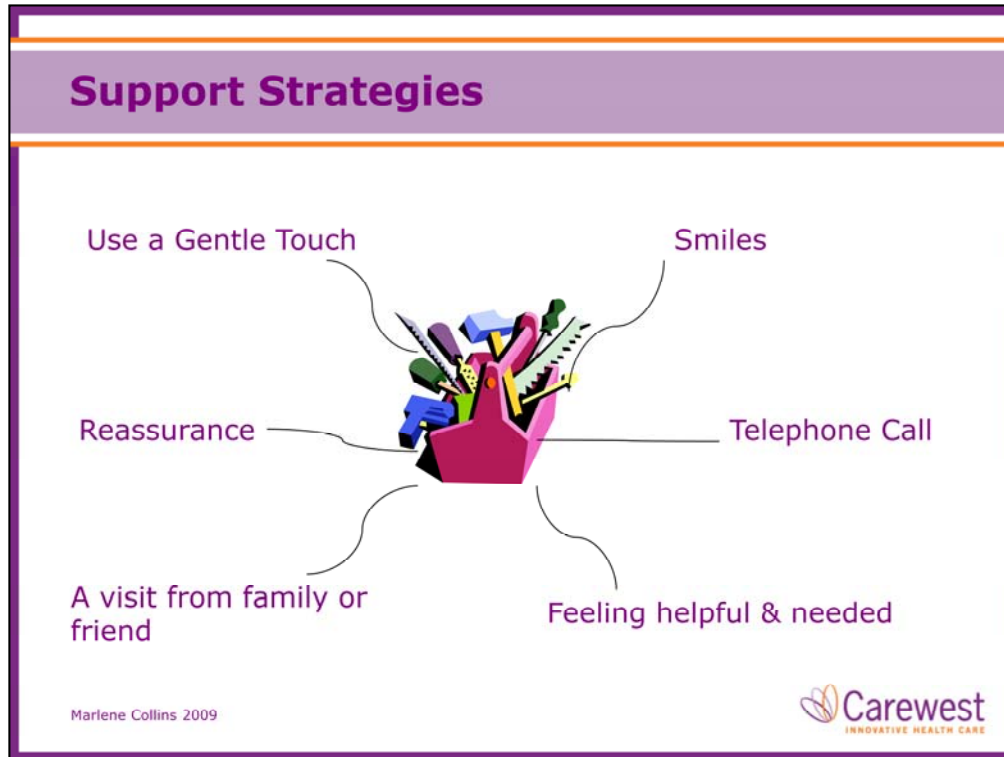 Support Strategies
Use a Gentle Touch
Smiles
Reassurance
Telephone Call
A visit from family or
friend
Feeling helpful & needed
Marlene Collins 2009
Carewest
INNOVATIVE HEALTH CARE